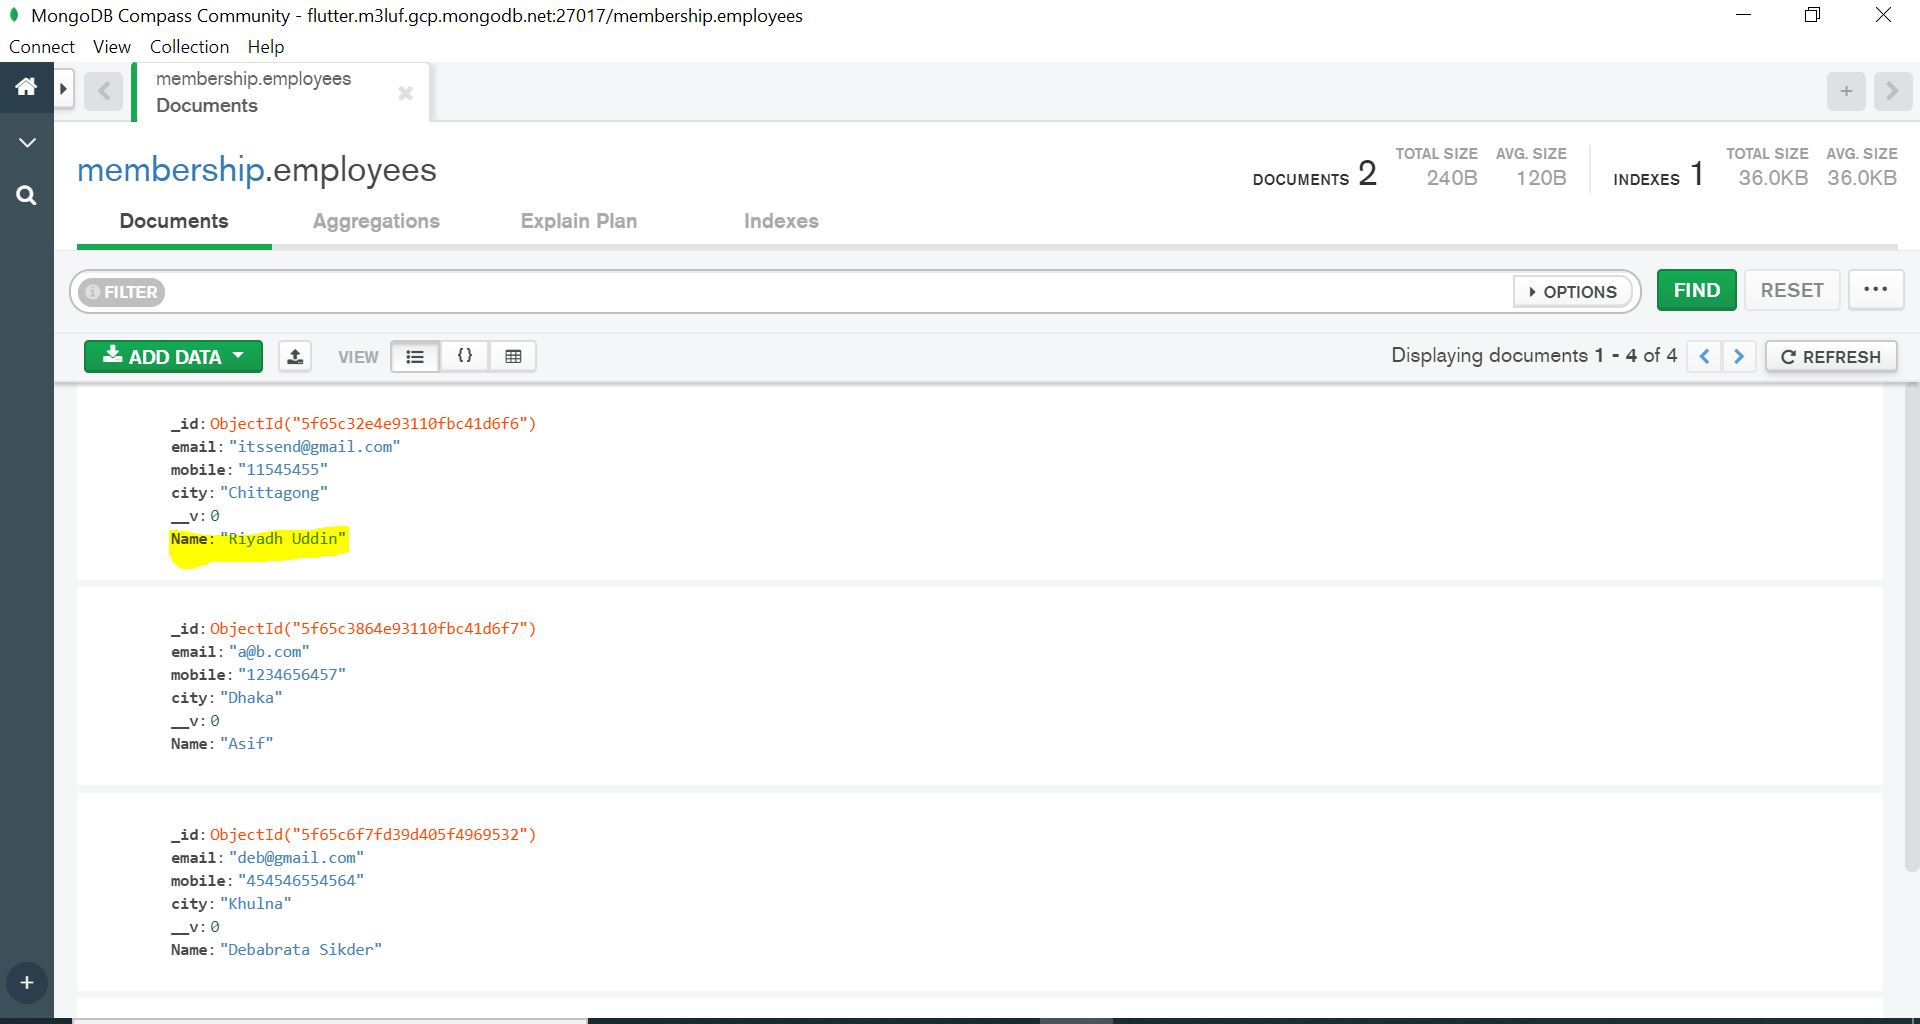 MongoDB Compass Community - flutter.m3luf.gcp.mongodb.net:27017/membership.employees
Connect View Collection Help
membership.employees
Documents
membership.employees
DOCUMENTS 2 TOTAL SIZE 240B AVG. SIZE 120B INDEXES 1 TOTAL SIZE 36.0KB AVG. SIZE 36.0KB
Documents Aggregations Explain Plan Indexes
FILTER OPTIONS FIND RESET ...
ADD DATA VIEW {} Displaying documents 1 - 4 of 4 < > REFRESH
_id: ObjectId("5f65c32e4e93110fbc41d6f6")
email: "itssend@gmail.com"
mobile: "11545455"
city: "Chittagong"
__v: 0
Name: "Riyadh Uddin"
_id: ObjectId("5f65c3864e93110fbc41d6f7")
email: "a@b.com"
mobile: "1234656457"
city: "Dhaka"
__v: 0
Name: "Asif"
_id: ObjectId("5f65c6f7fd39d405f4969532")
email: "deb@gmail.com"
mobile: "454546554564"
city: "Khulna"
__v: 0
Name: "Debabrata Sikder"